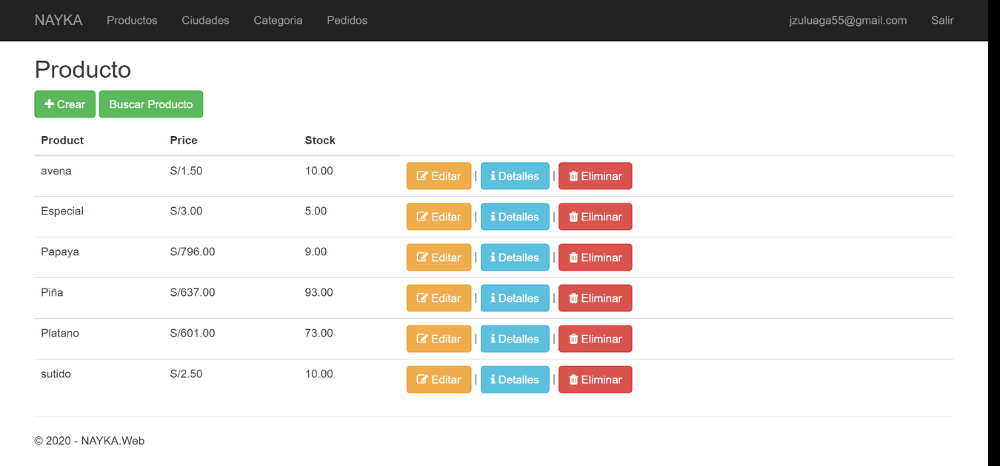 NAYKA Productos Ciudades Categoria Pedidos jzuluaga55@gmail.com Salir
Producto
Crear Buscar Producto
Product Price Stock
avena S/1.50 10.00 Editar | Detalles | Eliminar
Especial S/3.00 5.00 Editar | Detalles | Eliminar
Papaya S/796.00 9.00 Editar | Detalles | Eliminar
Piña S/637.00 93.00 Editar | Detalles | Eliminar
Platano S/601.00 73.00 Editar | Detalles | Eliminar
sutido S/2.50 10.00 Editar | Detalles | Eliminar
© 2020 - NAYKA.Web